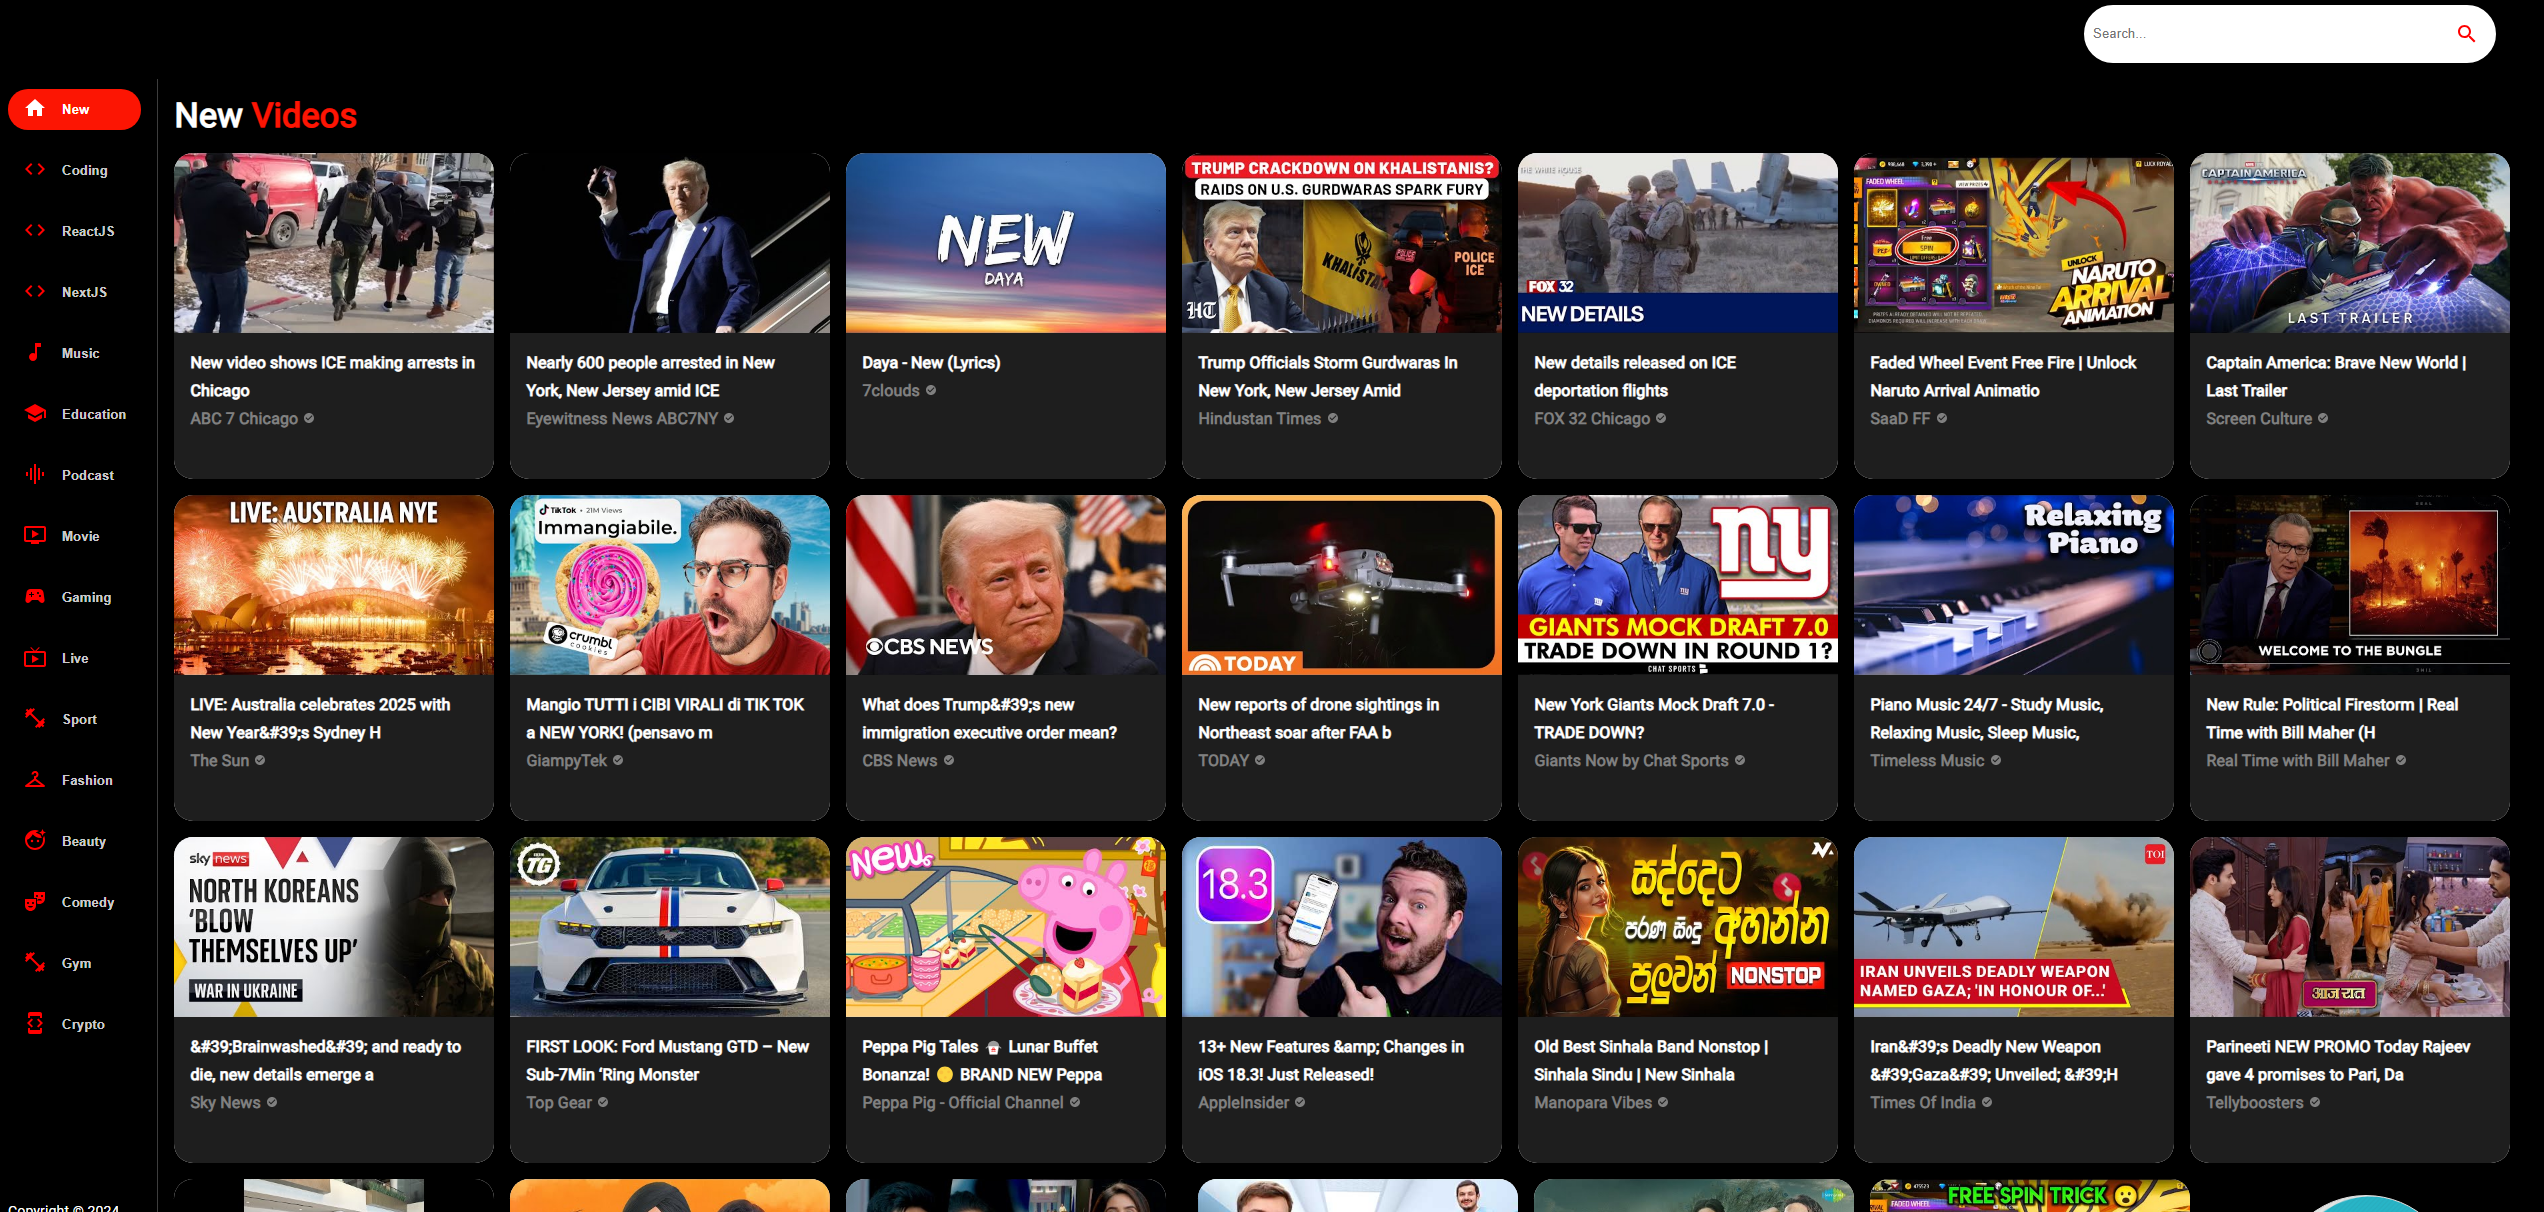 Search...
New
Coding
ReactJS
NextJS
Music
Education
Podcast
Movie
Gaming
Live
Sport
Fashion
Beauty
Comedy
Gym
Crypto
Copyright © 2024
New Videos
New video shows ICE making arrests in
Chicago
ABC 7 Chicago
Nearly 600 people arrested in New
York, New Jersey amid ICE
Eyewitness News ABC7NY
NEW
DAYA
Daya - New (Lyrics)
7clouds
TRUMP CRACKDOWN ON KHALISTANIS?
RAIDS ON U.S. GURDWARAS SPARK FURY
POLICE
ICE
HT
Trump Officials Storm Gurdwaras In
New York, New Jersey Amid
Hindustan Times
THE WHITE HOUSE
FOX 32
NEW DETAILS
New details released on ICE
deportation flights
FOX 32 Chicago
LUCK ROYAL
FADED WHEEL
UNLOCK
NARUTO
ARRIVAL
ANIMATION
Faded Wheel Event Free Fire | Unlock
Naruto Arrival Animatio
SaaD FF
CAPTAIN AMERICA
LAST TRAILER
Captain America: Brave New World |
Last Trailer
Screen Culture
LIVE: AUSTRALIA NYE
LIVE: Australia celebrates 2025 with
New Year&#39;s Sydney H
The Sun
TikTok • 21M Views
Immangiabile.
crumbl
cookies
Mangio TUTTI i CIBI VIRALI di TIK TOK
a NEW YORK! (pensavo m
GiampyTek
CBS NEWS
What does Trump&#39;s new
immigration executive order mean?
CBS News
TODAY
New reports of drone sightings in
Northeast soar after FAA b
TODAY
ny
GIANTS MOCK DRAFT 7.0
TRADE DOWN IN ROUND 1?
CHAT SPORTS
New York Giants Mock Draft 7.0 -
TRADE DOWN?
Giants Now by Chat Sports
Relaxing
Piano
Piano Music 24/7 - Study Music,
Relaxing Music, Sleep Music,
Timeless Music
WELCOME TO THE BUNGLE
New Rule: Political Firestorm | Real
Time with Bill Maher (H
Real Time with Bill Maher
sky news
NORTH KOREANS
‘BLOW
THEMSELVES UP’
WAR IN UKRAINE
&#39;Brainwashed&#39; and ready to
die, new details emerge a
Sky News
TG
FIRST LOOK: Ford Mustang GTD – New
Sub-7Min ‘Ring Monster
Top Gear
New
Peppa Pig Tales 🍚 Lunar Buffet
Bonanza! 🟡 BRAND NEW Peppa
Peppa Pig - Official Channel
18.3
13+ New Features &amp; Changes in
iOS 18.3! Just Released!
AppleInsider
සද්දෙට
පරණ සිංදු අහන්න
පුලුවන් NONSTOP
Old Best Sinhala Band Nonstop |
Sinhala Sindu | New Sinhala
Manopara Vibes
TOI
IRAN UNVEILS DEADLY WEAPON
NAMED GAZA; 'IN HONOUR OF...'
Iran&#39;s Deadly New Weapon
&#39;Gaza&#39; Unveiled; &#39;H
Times Of India
आज रात
Parineeti NEW PROMO Today Rajeev
gave 4 promises to Pari, Da
Tellyboosters
FREE SPIN TRICK
FADED WHEEL